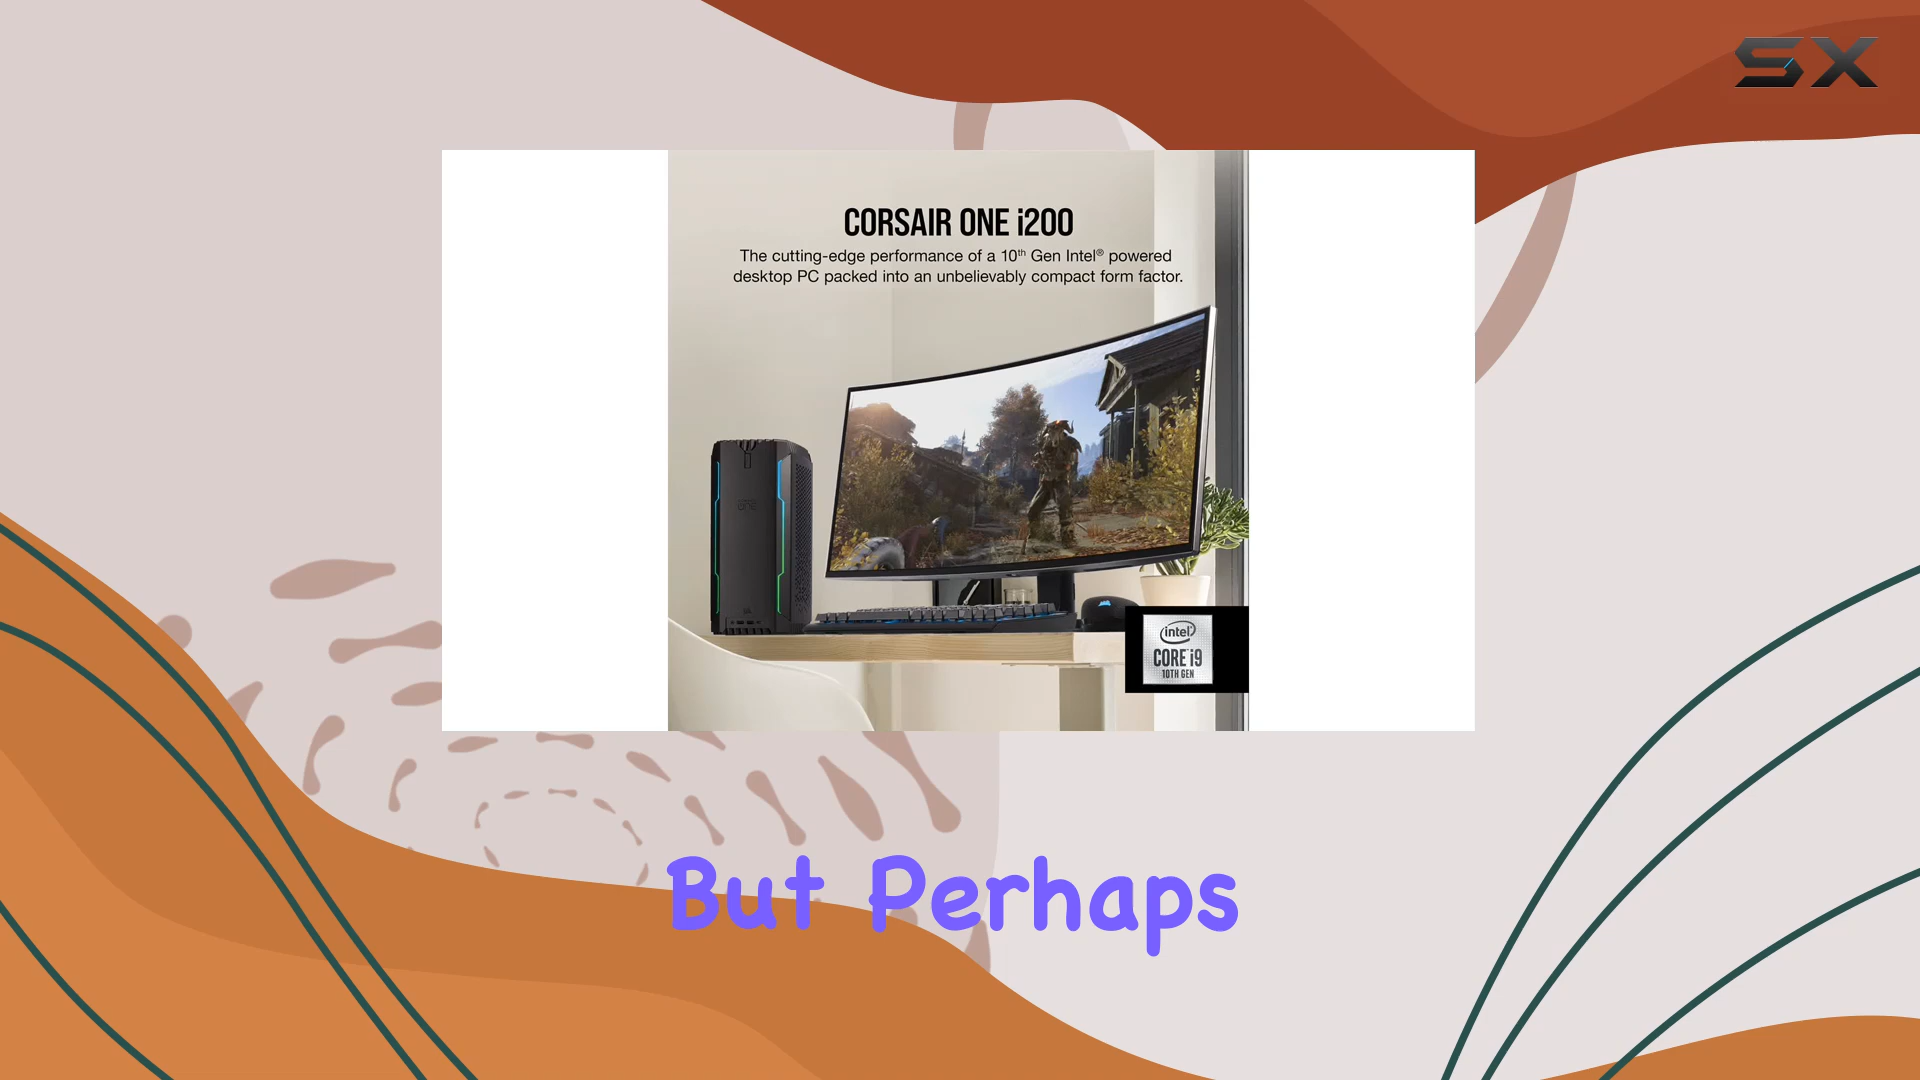 SX
CORSAIR ONE i200
The cutting-edge performance of a 10th Gen Intel® powered
desktop PC packed into an unbelievably compact form factor.
ONE
intel
CORE i9
10TH GEN
But Perhaps